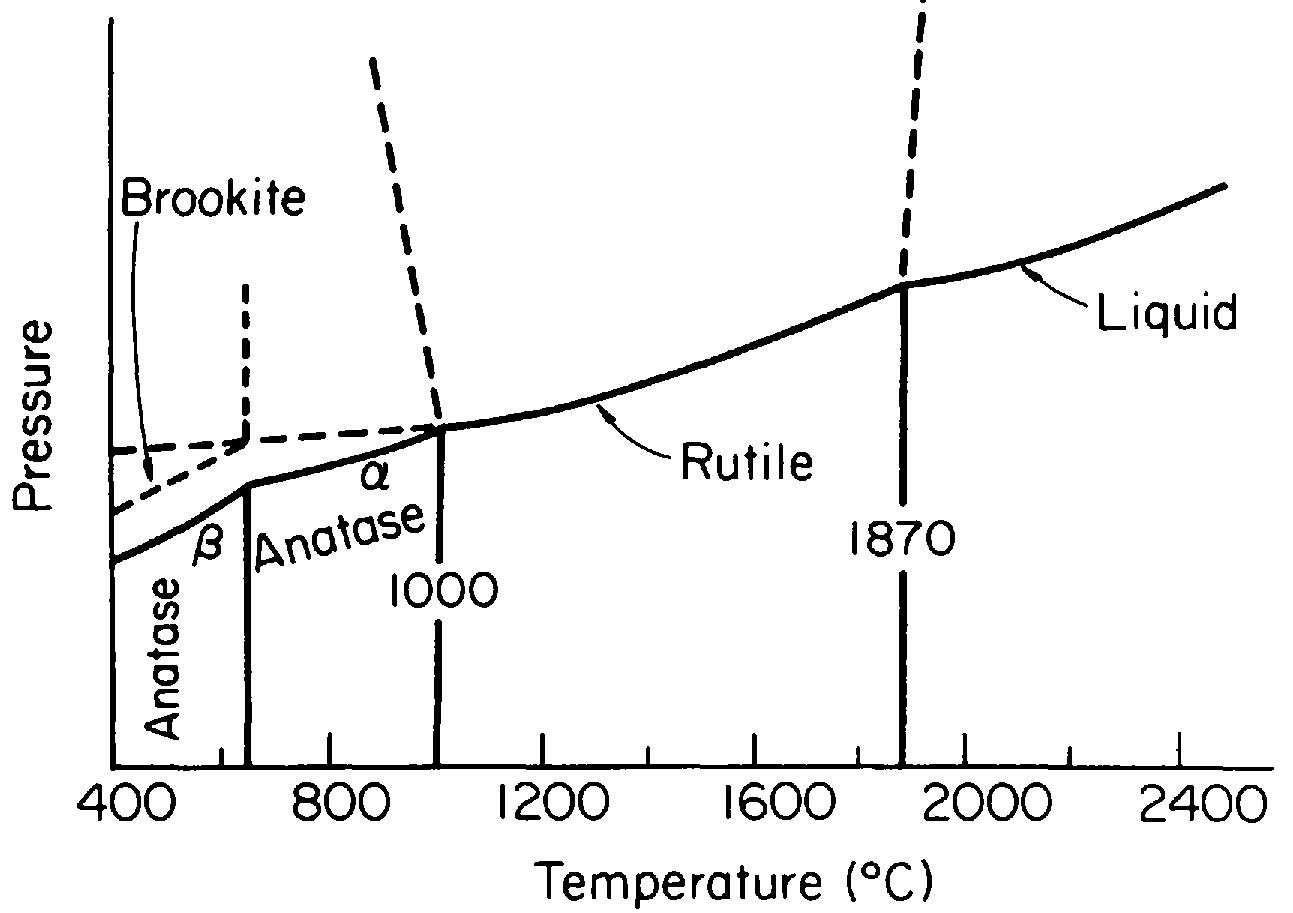 Brookite
Liquid
Pressure
Rutile
α
Anatase
β
Anatase
1000
1870
400 800 1200 1600 2000 2400
Temperature (°C)